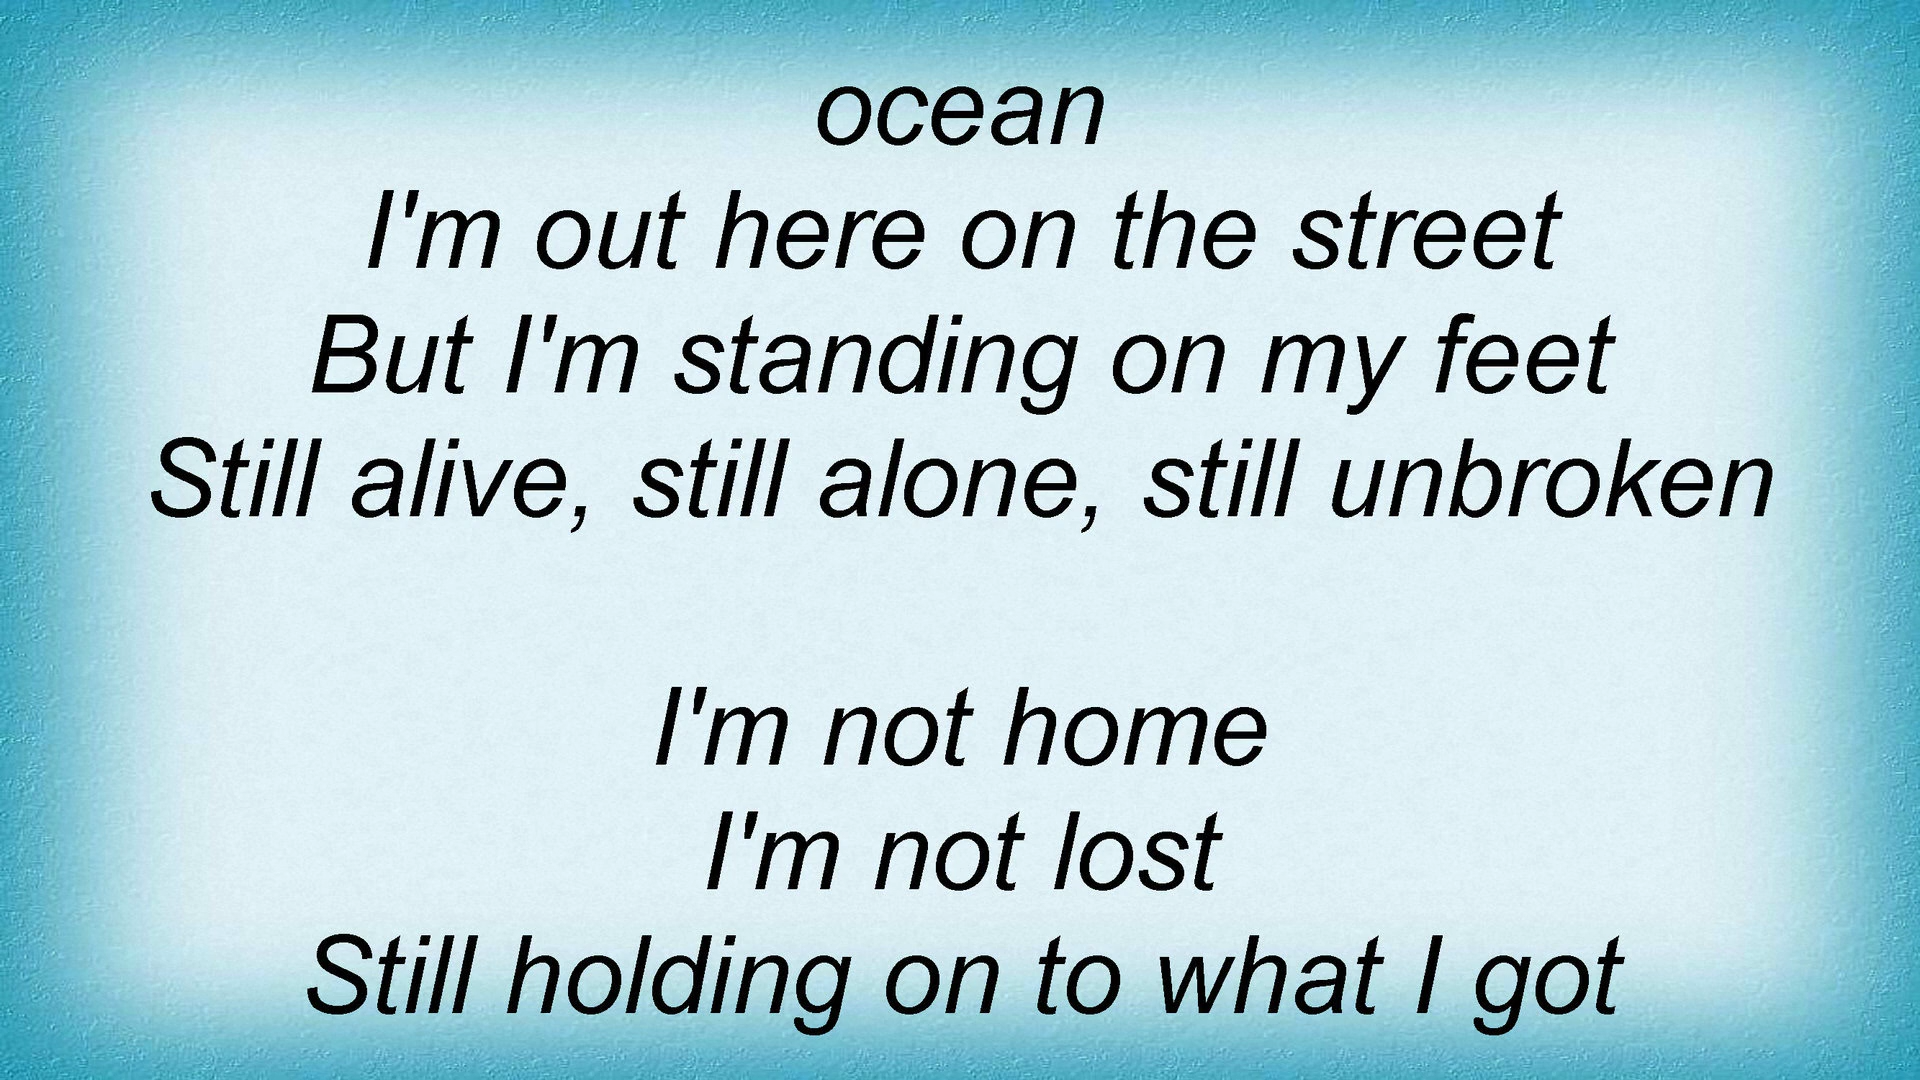 ocean
I'm out here on the street
But I'm standing on my feet
Still alive, still alone, still unbroken
I'm not home
I'm not lost
Still holding on to what I got